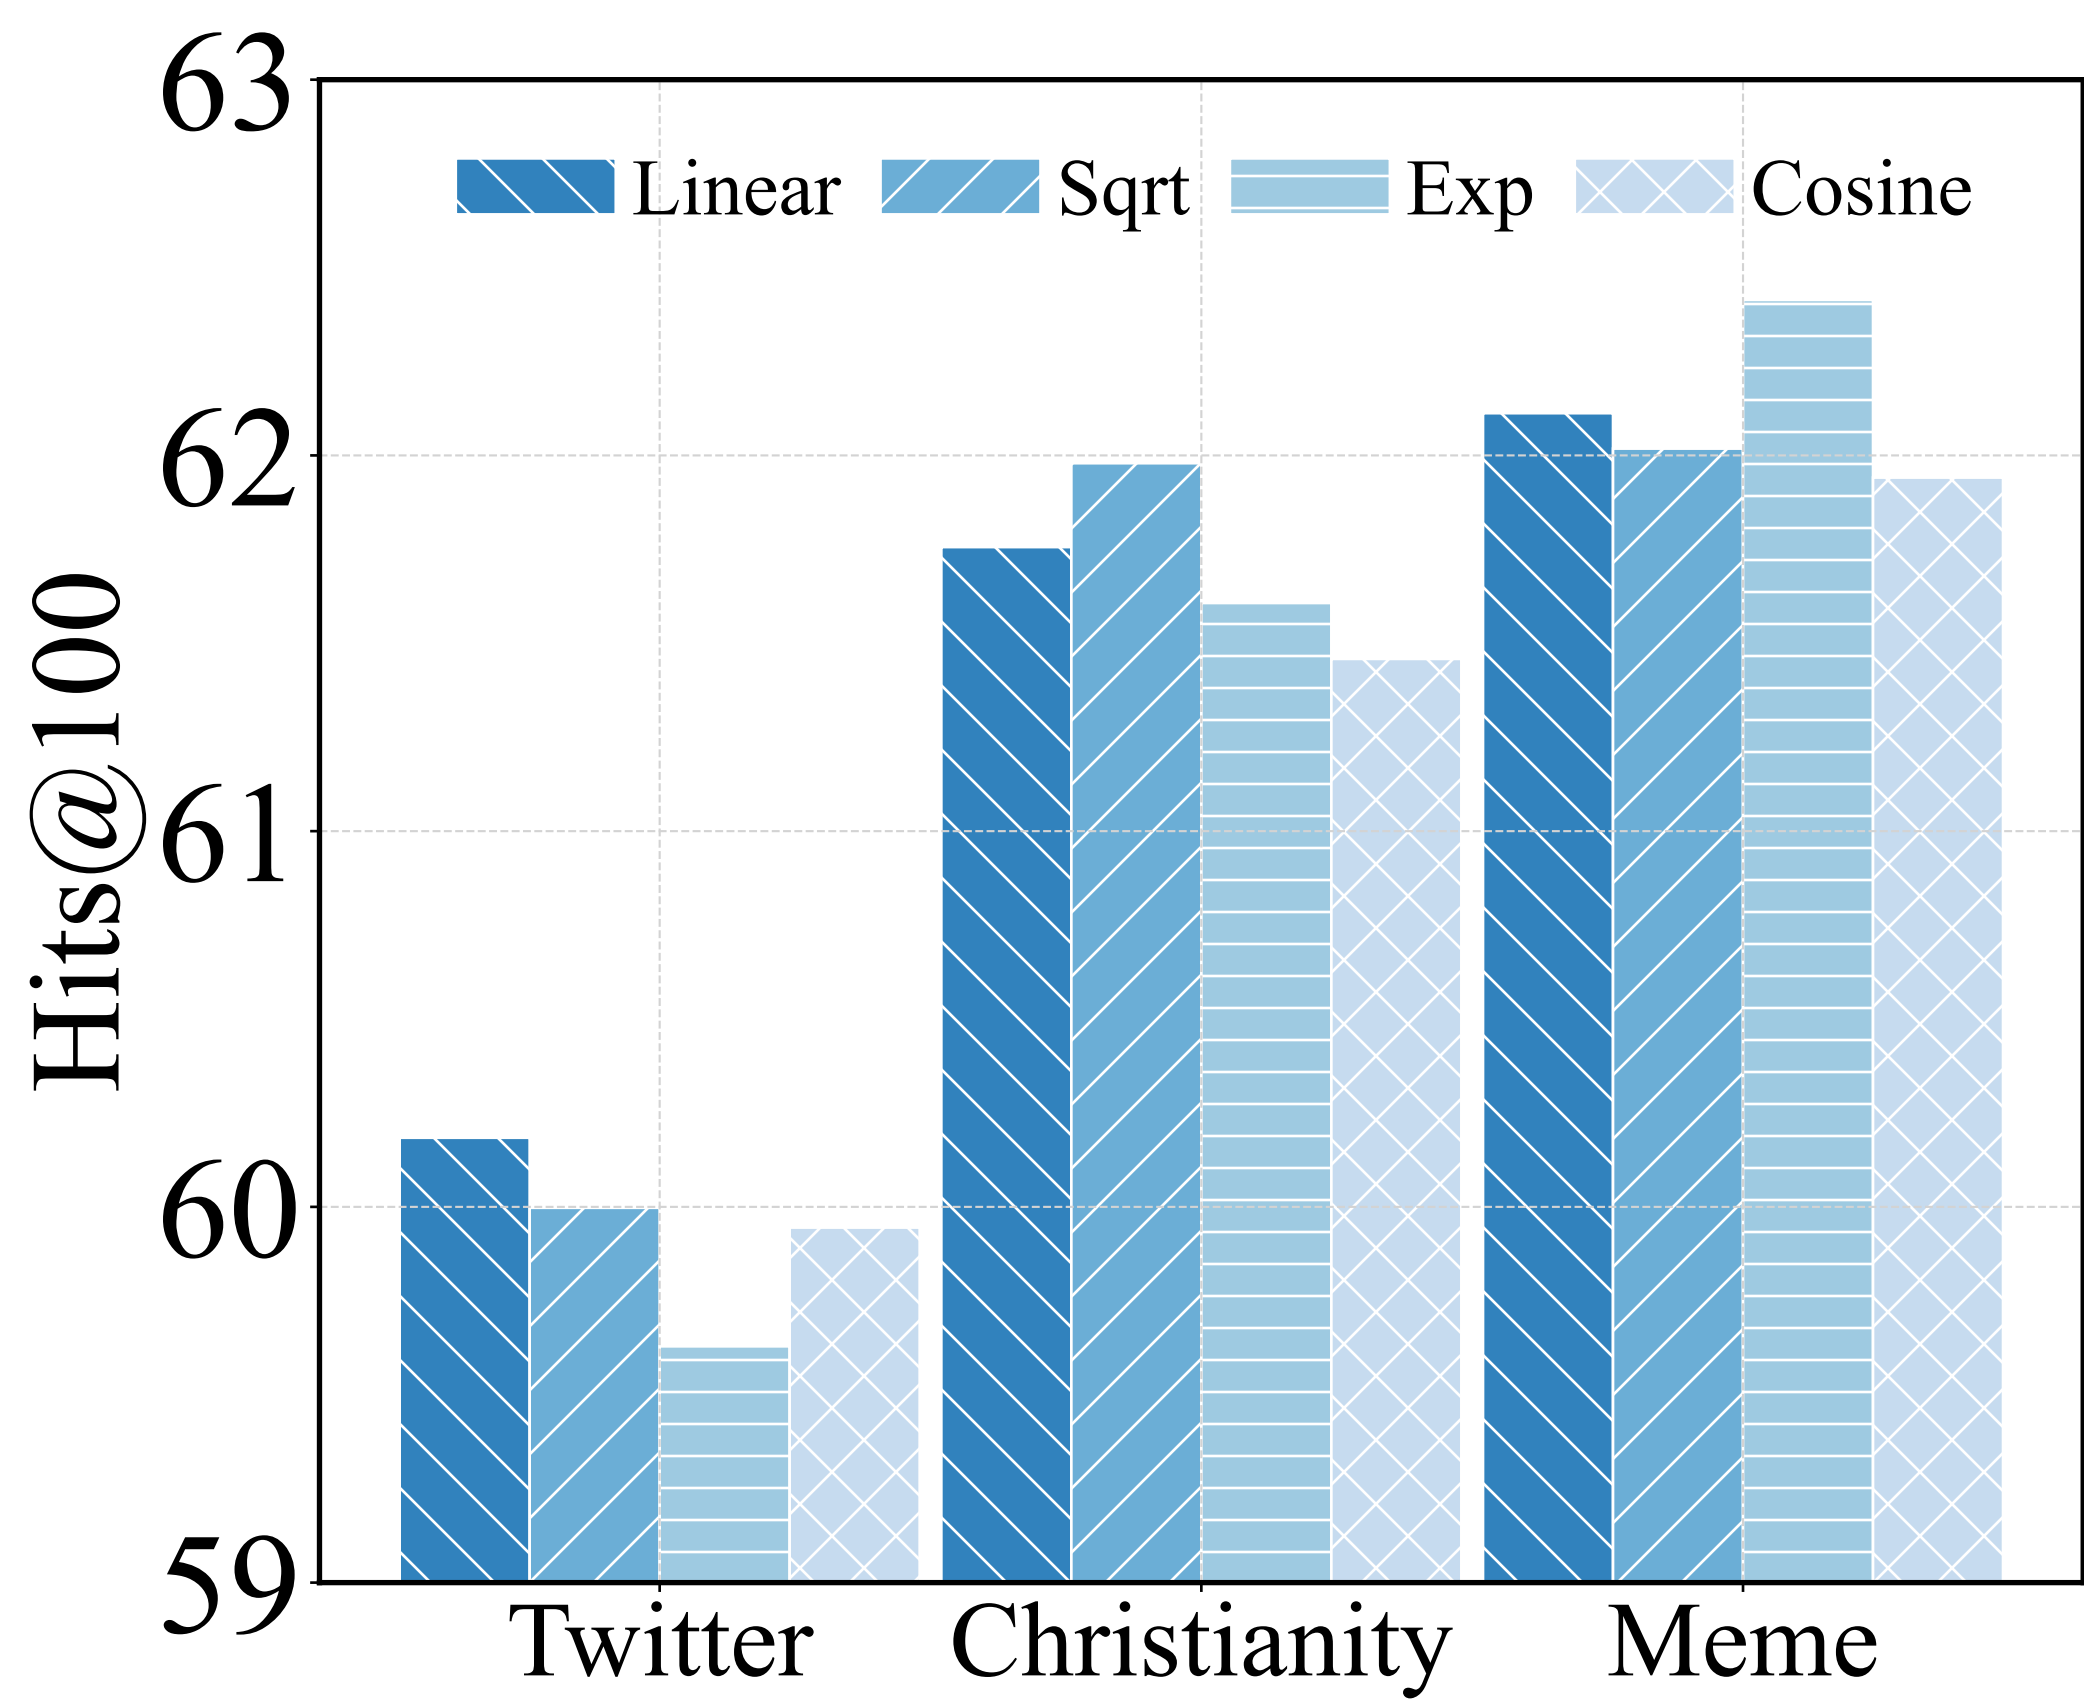 63
Linear Sqrt Exp Cosine
62
61
60
59
Hits@100
Twitter Christianity Meme